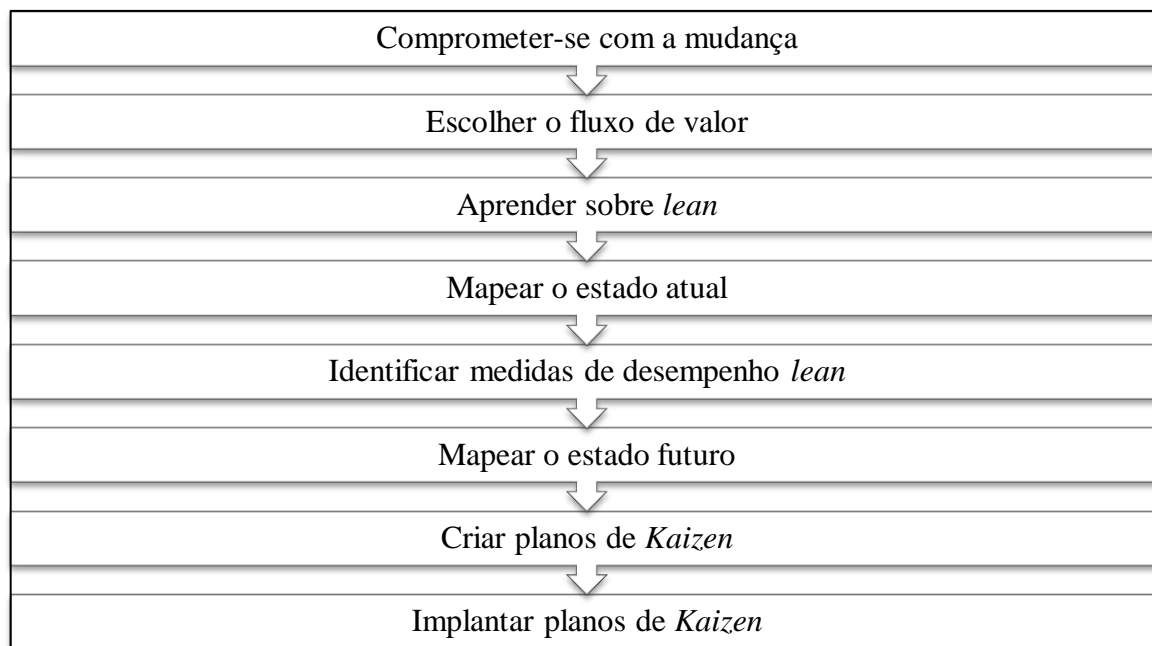 Comprometer-se com a mudança
Escolher o fluxo de valor
Aprender sobre lean
Mapear o estado atual
Identificar medidas de desempenho lean
Mapear o estado futuro
Criar planos de Kaizen
Implantar planos de Kaizen